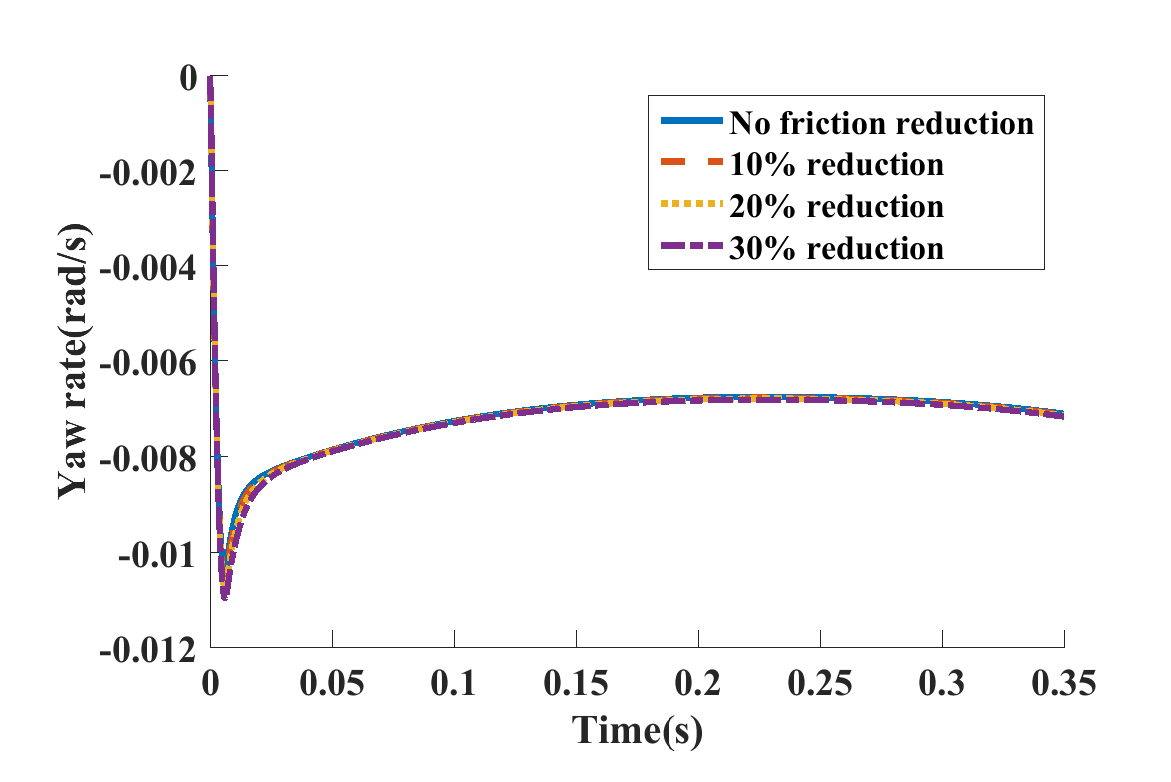 0
-0.002
-0.004
-0.006
-0.008
-0.01
-0.012
Yaw rate(rad/s)
No friction reduction
10% reduction
20% reduction
30% reduction
0 0.05 0.1 0.15 0.2 0.25 0.3 0.35
Time(s)